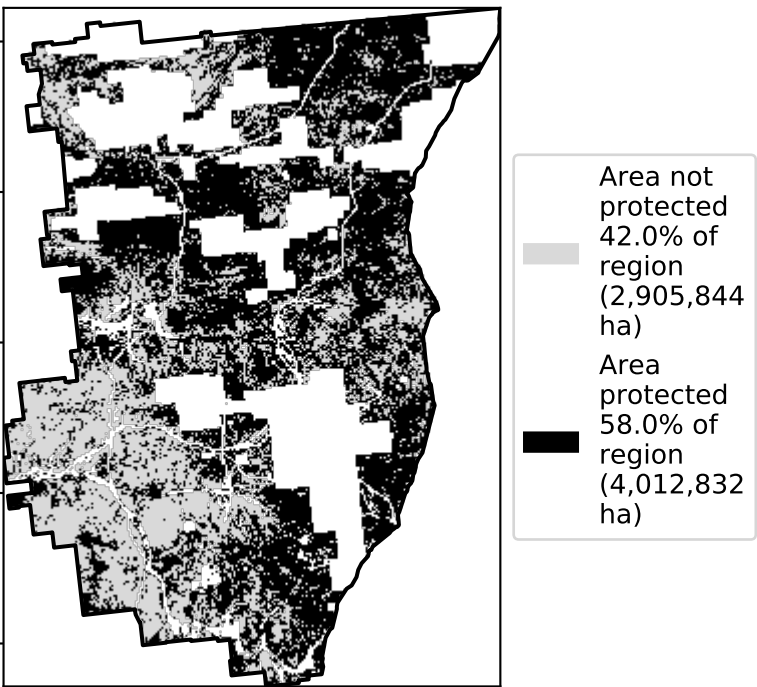 Area not
protected
42.0% of
region
(2,905,844
ha)
Area
protected
58.0% of
region
(4,012,832
ha)